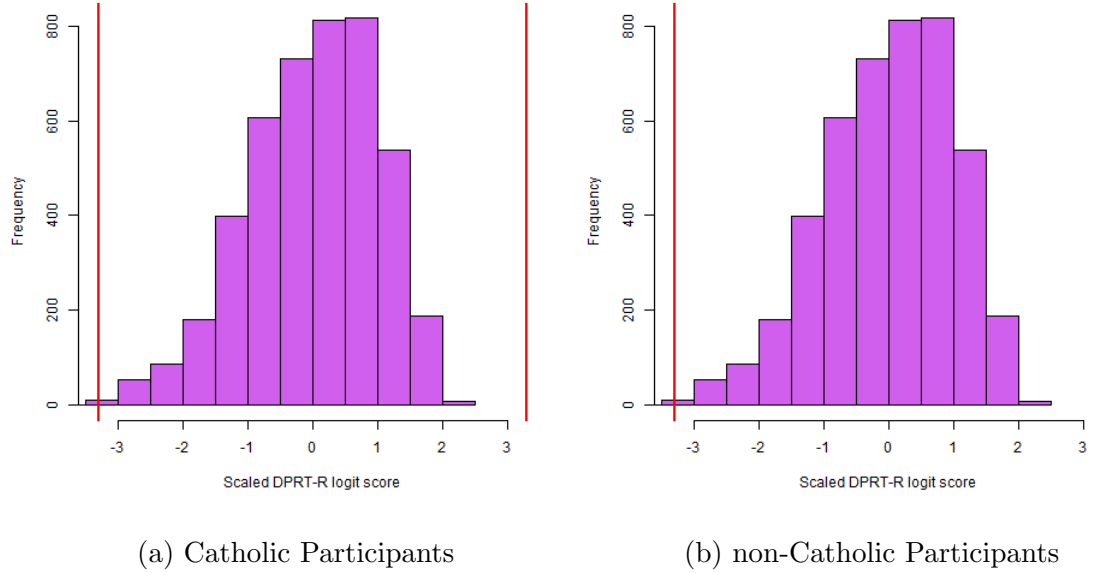 800
600
400
200
0
Frequency
-3 -2 -1 0 1 2 3
Scaled DPRT-R logit score
(a) Catholic Participants
800
600
400
200
0
Frequency
-3 -2 -1 0 1 2 3
Scaled DPRT-R logit score
(b) non-Catholic Participants